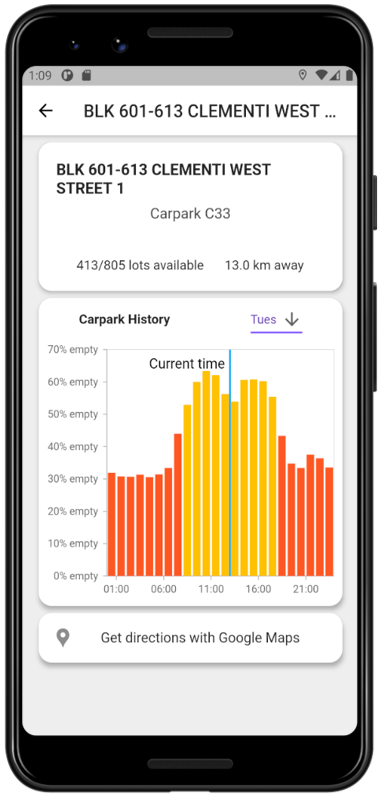 1:09
BLK 601-613 CLEMENTI WEST ...
BLK 601-613 CLEMENTI WEST
STREET 1
Carpark C33
413/805 lots available 13.0 km away
Carpark History Tues
70% empty
Current time
60% empty
50% empty
40% empty
30% empty
20% empty
10% empty
0% empty
01:00 06:00 11:00 16:00 21:00
Get directions with Google Maps